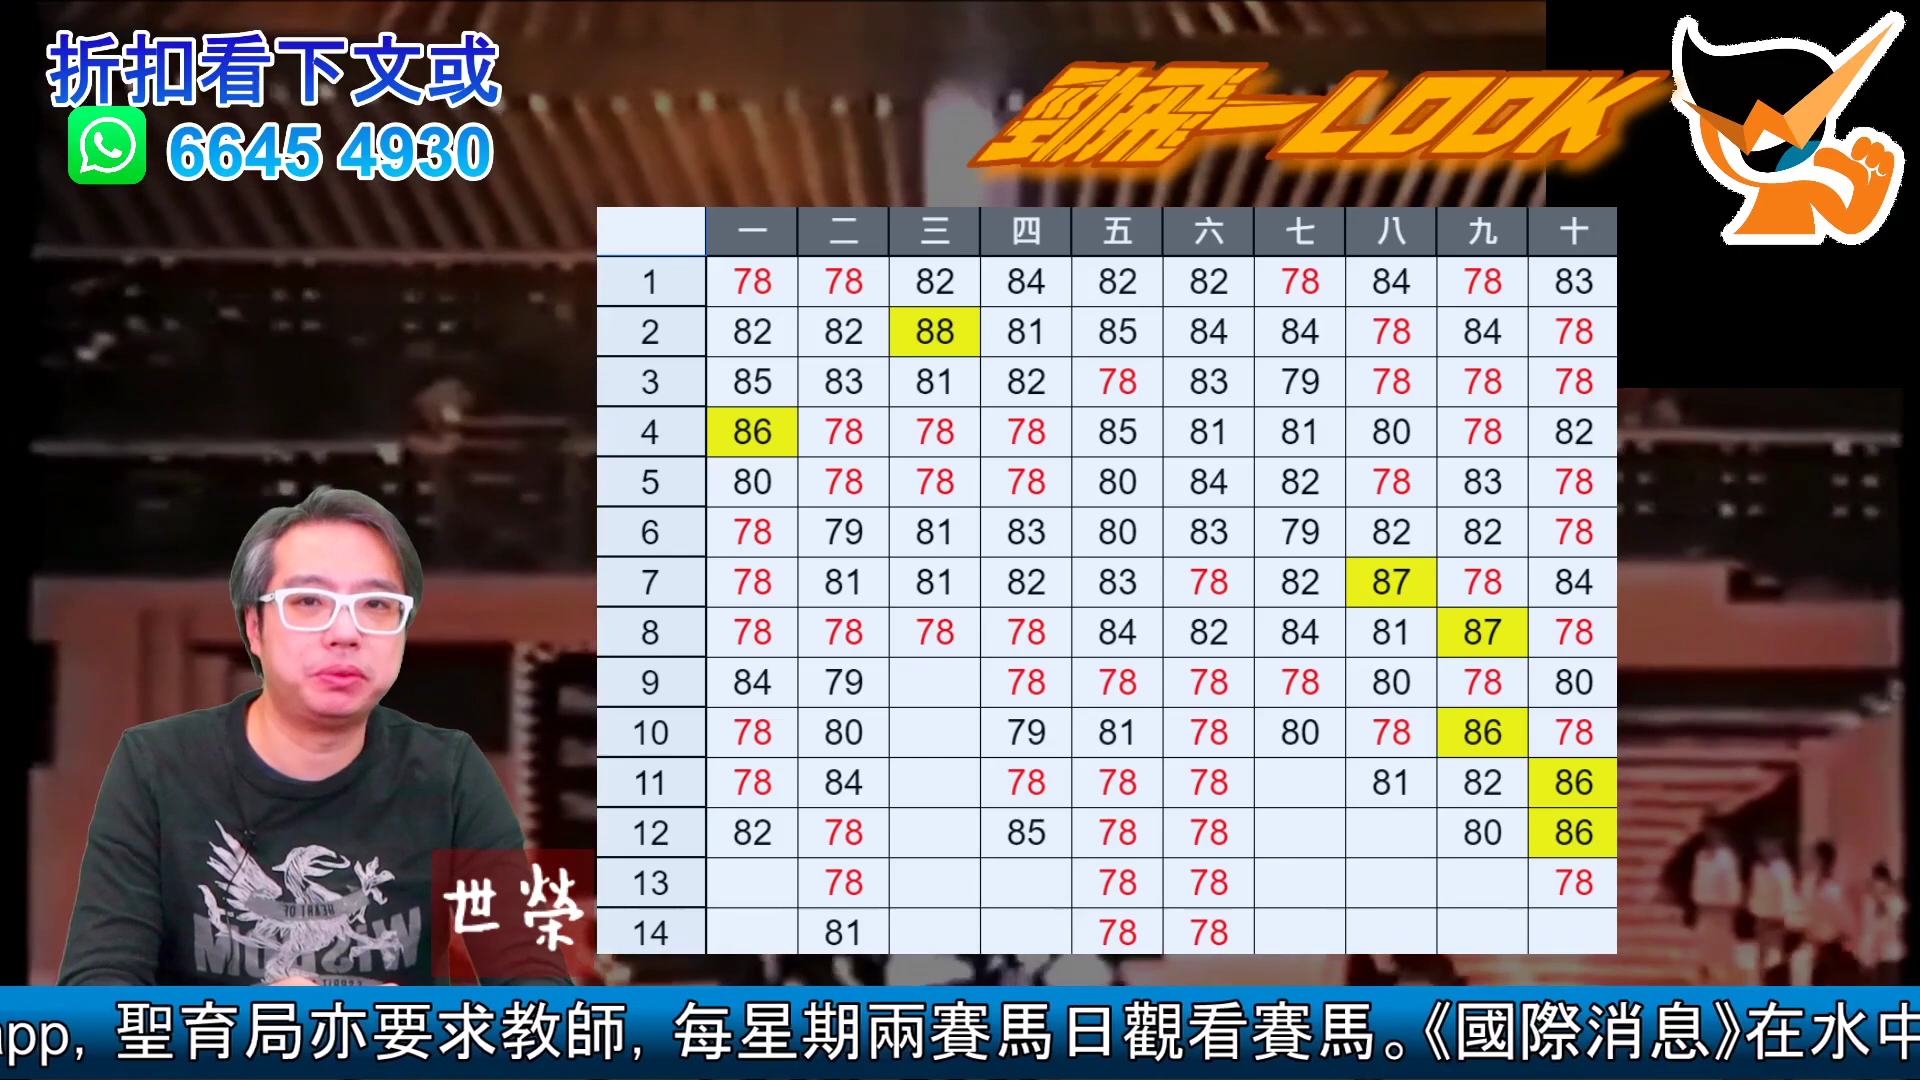 折扣看下文或
6645 4930
勁飛一LOOK
一 二 三 四 五 六 七 八 九 十
1 78 78 82 84 82 82 78 84 78 83
2 82 82 88 81 85 84 84 78 84 78
3 85 83 81 82 78 83 79 78 78 78
4 86 78 78 78 85 81 81 80 78 82
5 80 78 78 78 80 84 82 78 83 78
6 78 79 81 83 80 83 79 82 82 78
7 78 81 81 82 83 78 82 87 78 84
8 78 78 78 78 84 82 84 81 87 78
9 84 79 78 78 78 78 80 78 80
10 78 80 79 81 78 80 78 86 78
11 78 84 78 78 78 81 82 86
12 82 78 85 78 78 80 86
13 78 78 78 78
14 81 78 78
HEART OF
WISDOM
世榮
app, 聖育局亦要求教師, 每星期兩賽馬日觀看賽馬。《國際消息》在水中